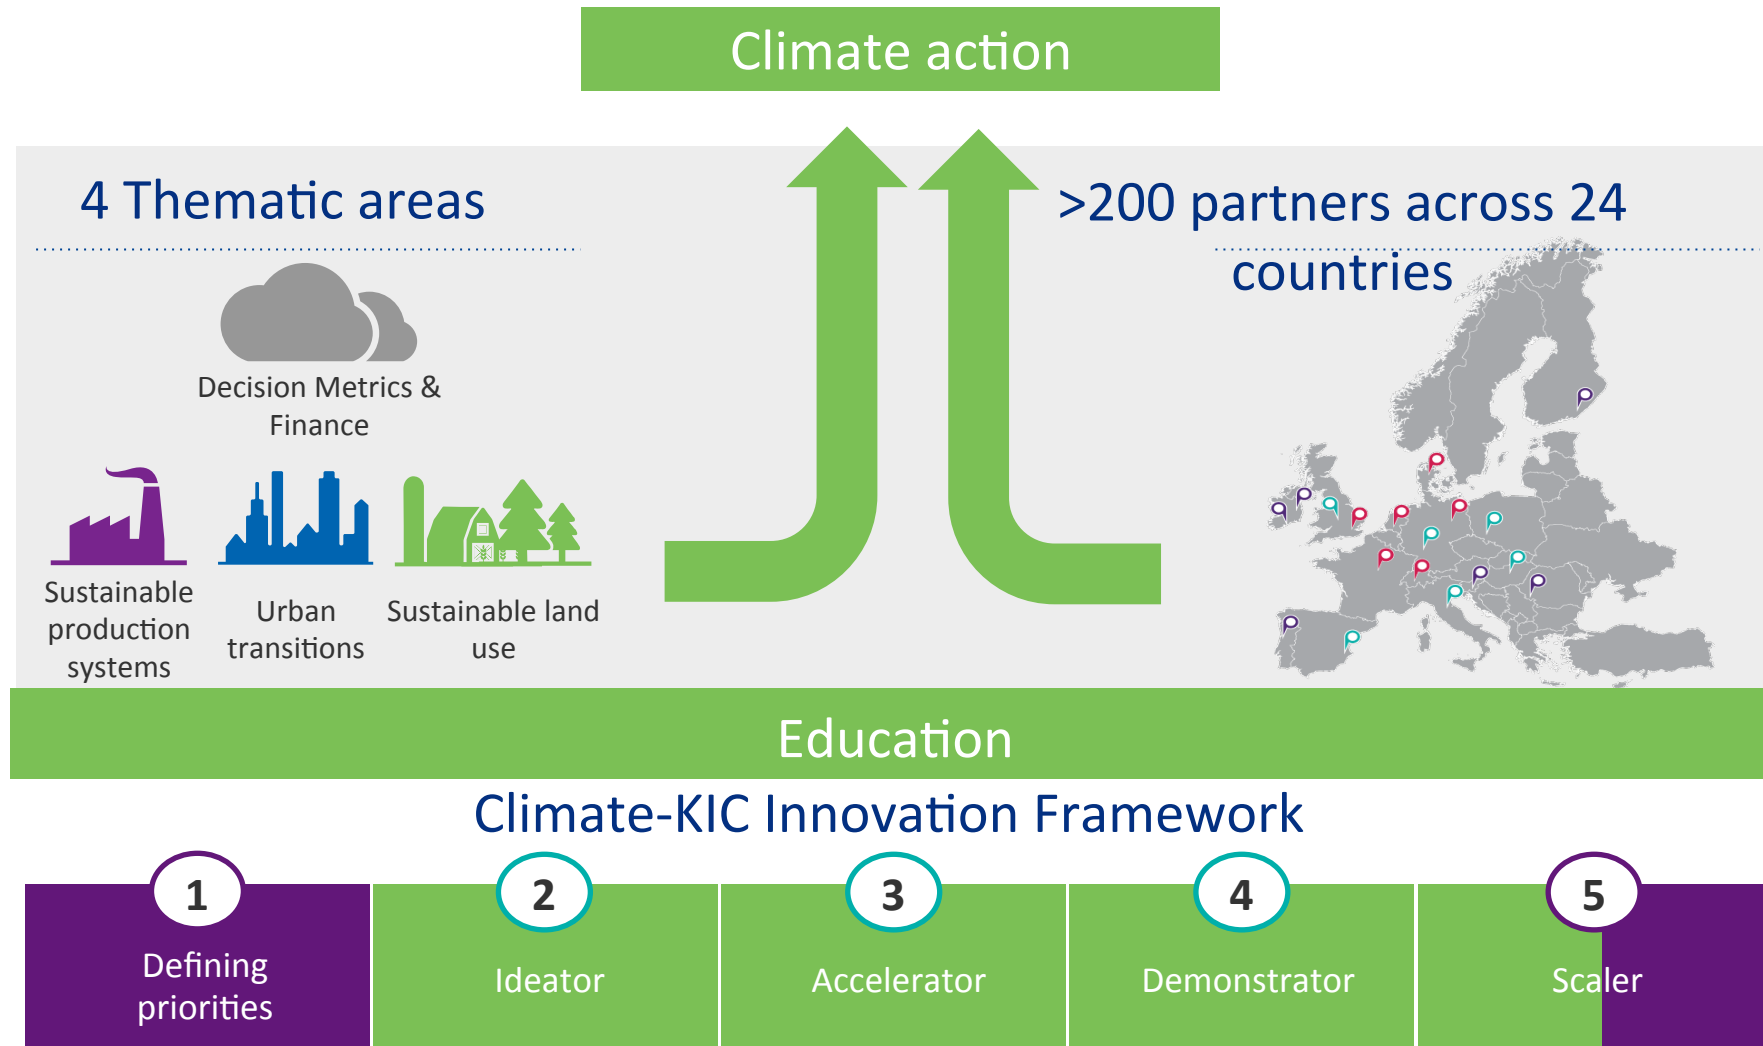 Climate action
4 Thematic areas
>200 partners across 24
countries
Decision Metrics &
Finance
Sustainable
production
systems
Urban
transitions
Sustainable land
use
Education
Climate-KIC Innovation Framework
1
Defining
priorities
2
Ideator
3
Accelerator
4
Demonstrator
5
Scaler